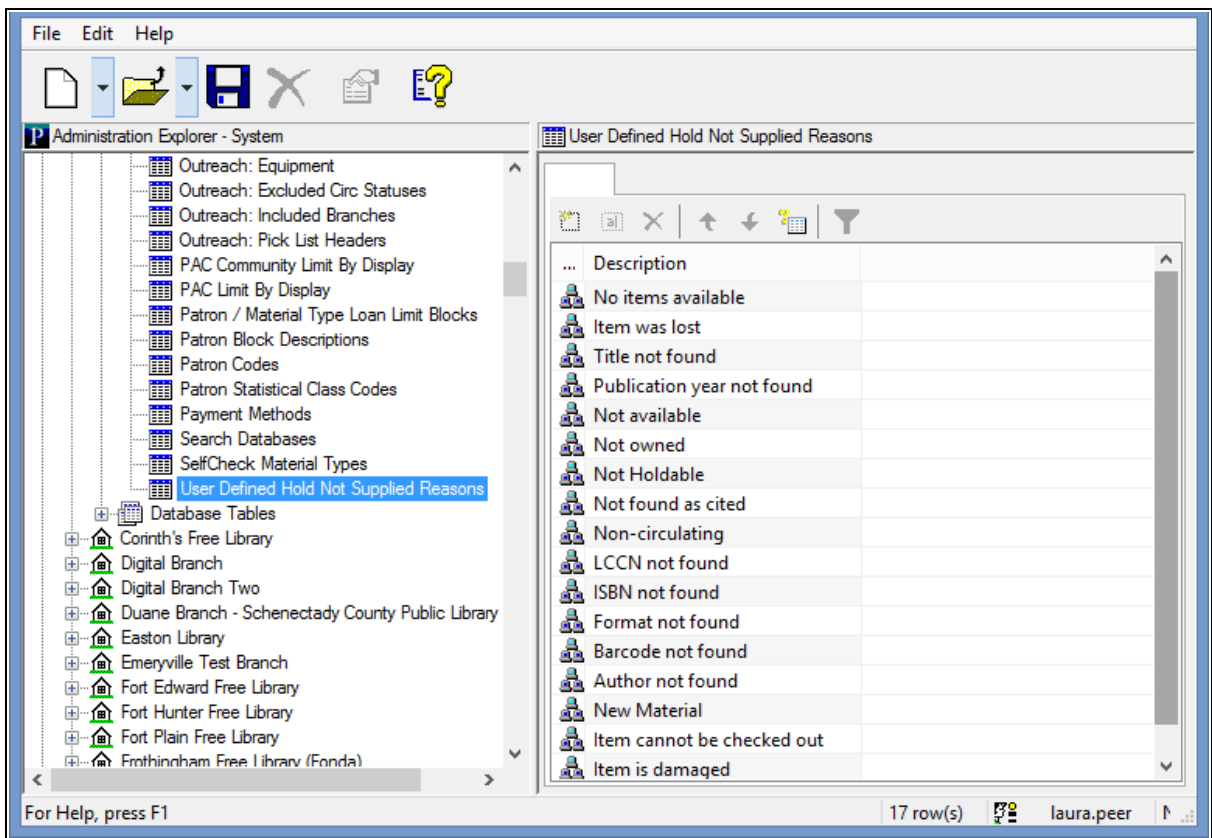 File Edit Help
Administration Explorer - System
Outreach: Equipment
Outreach: Excluded Circ Statuses
Outreach: Included Branches
Outreach: Pick List Headers
PAC Community Limit By Display
PAC Limit By Display
Patron / Material Type Loan Limit Blocks
Patron Block Descriptions
Patron Codes
Patron Statistical Class Codes
Payment Methods
Search Databases
SelfCheck Material Types
User Defined Hold Not Supplied Reasons
Database Tables
Corinth's Free Library
Digital Branch
Digital Branch Two
Duane Branch - Schenectady County Public Library
Easton Library
Emeryville Test Branch
Fort Edward Free Library
Fort Hunter Free Library
Fort Plain Free Library
Frothingham Free Library (Fonda)
User Defined Hold Not Supplied Reasons
... Description
No items available
Item was lost
Title not found
Publication year not found
Not available
Not owned
Not Holdable
Not found as cited
Non-circulating
LCCN not found
ISBN not found
Format not found
Barcode not found
Author not found
New Material
Item cannot be checked out
Item is damaged
For Help, press F1
17 row(s)
laura.peer